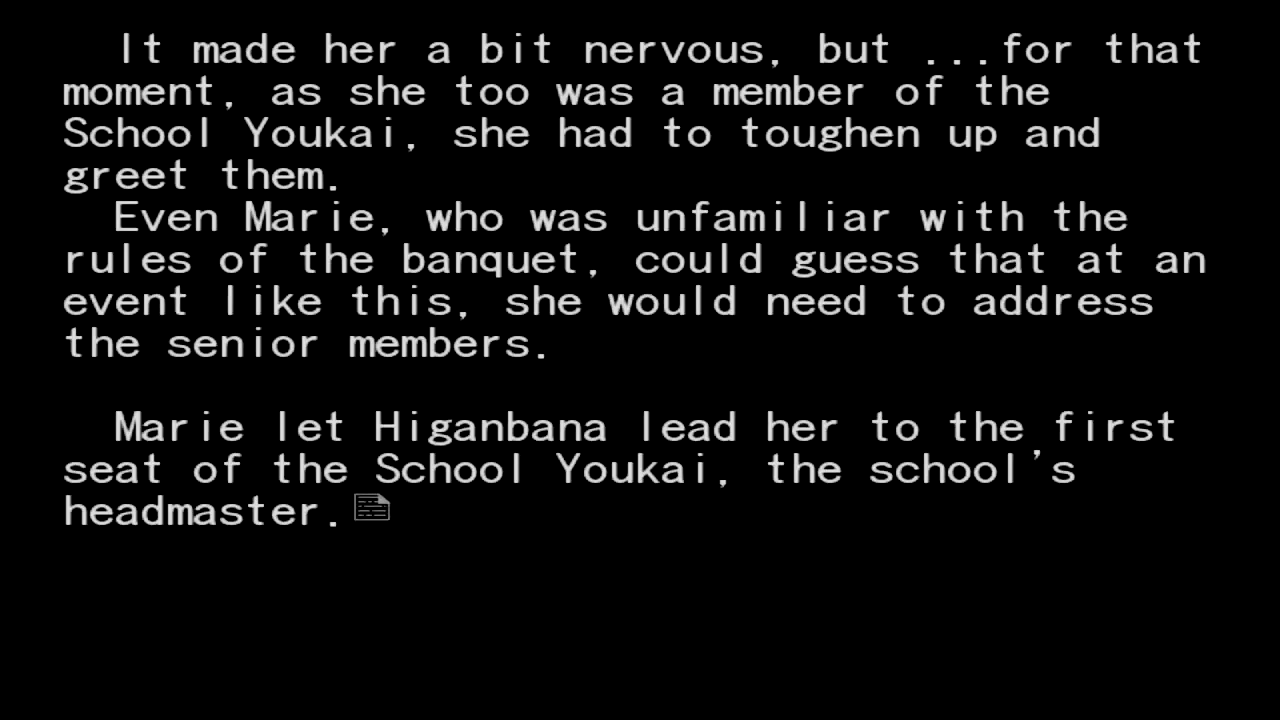 It made her a bit nervous, but ...for that
moment, as she too was a member of the
School Youkai, she had to toughen up and
greet them.
Even Marie, who was unfamiliar with the
rules of the banquet, could guess that at an
event like this, she would need to address
the senior members.
Marie let Higanbana lead her to the first
seat of the School Youkai, the school's
headmaster.